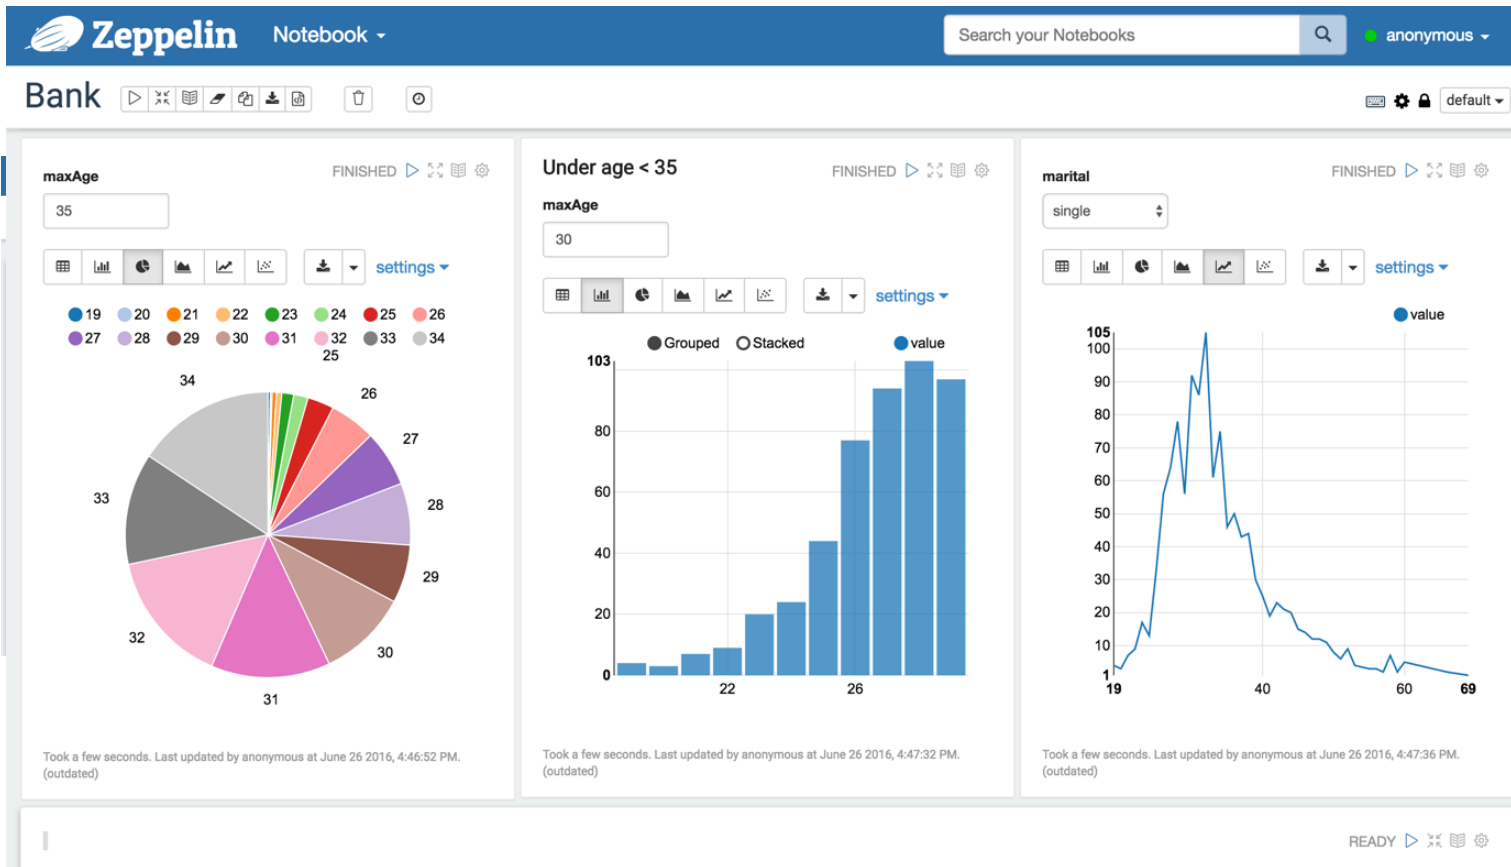 Zeppelin Notebook Search your Notebooks anonymous
Bank default
maxAge FINISHED
35
settings
19 20 21 22 23 24 25 26
27 28 29 30 31 32 33 34
25
34
26
27
33
28
29
32
30
31
Took a few seconds. Last updated by anonymous at June 26 2016, 4:46:52 PM.
(outdated)
Under age < 35 FINISHED
maxAge
30
settings
Grouped Stacked value
103
80
60
40
20
0
22 26
Took a few seconds. Last updated by anonymous at June 26 2016, 4:47:32 PM.
(outdated)
marital FINISHED
single
settings
value
105
100
90
80
70
60
50
40
30
20
10
1
19 40 60 69
Took a few seconds. Last updated by anonymous at June 26 2016, 4:47:36 PM.
(outdated)
READY